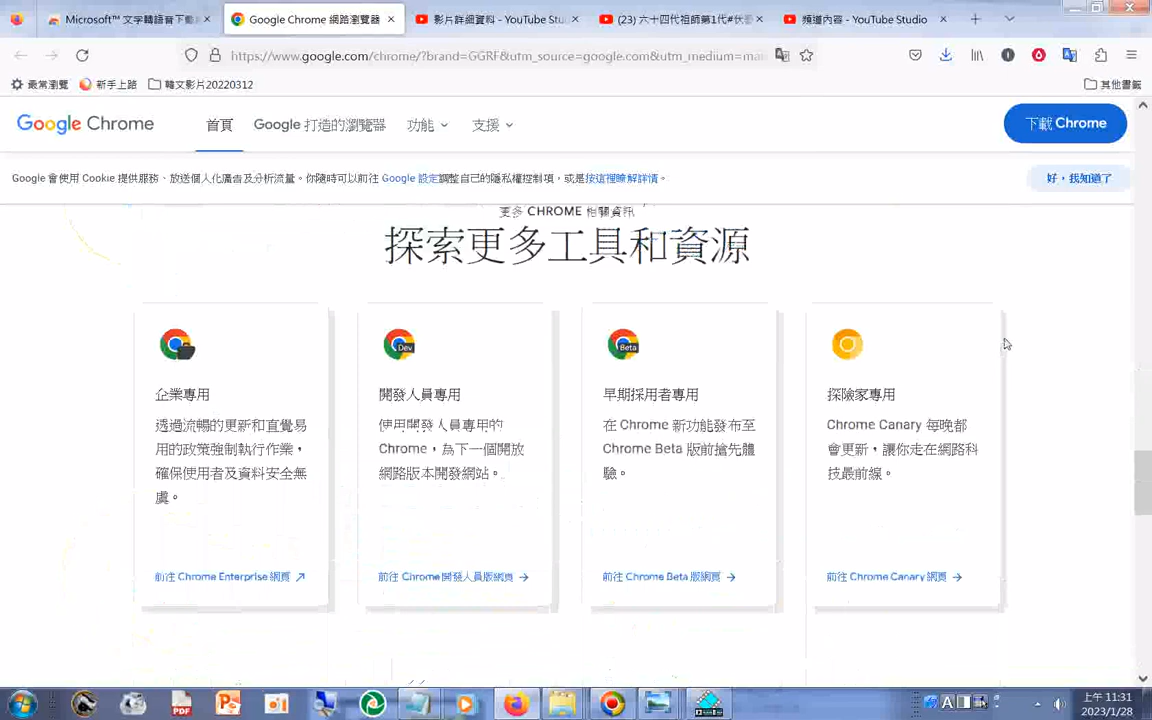 Microsoft™ 文字轉語音下載
Google Chrome 網路瀏覽器
影片詳細資料 - YouTube Stu
(23) 六十四代祖師第1代#伏羲
頻道內容 - YouTube Studio
https://www.google.com/chrome/?brand=GGRF&utm_source=google.com&utm_medium=mat
最常瀏覽
新手上路
韓文影片20220312
其他書籤
Google Chrome
首頁
Google 打造的瀏覽器
功能
支援
下載 Chrome
Google 會使用 Cookie 提供服務、放送個人化廣告及分析流量。你隨時可以前往 Google 設定調整自己的隱私權控制項，或是按這裡瞭解詳情。
好，我知道了
更多 CHROME 相關資訊
探索更多工具和資源
企業專用
透過流暢的更新和直覺易
用的政策強制執行作業，
確保使用者及資料安全無
虞。
前往 Chrome Enterprise 網頁
Dev
開發人員專用
使用開發人員專用的
Chrome，為下一個開放
網路版本開發網站。
前往 Chrome 開發人員版網頁
Beta
早期採用者專用
在 Chrome 新功能發布至
Chrome Beta 版前搶先體
驗。
前往 Chrome Beta 版網頁
探險家專用
Chrome Canary 每晚都
會更新，讓你走在網路科
技最前線。
前往 Chrome Canary 網頁
PDF
A
上午 11:31
2023/1/28